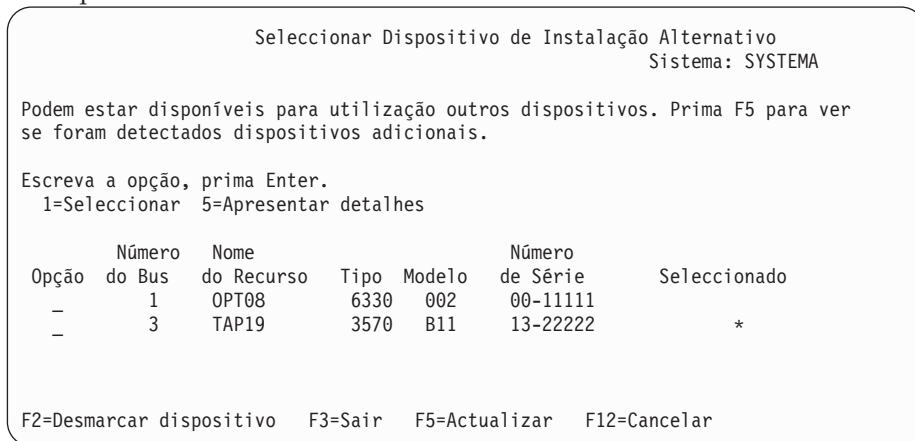 Seleccionar Dispositivo de Instalação Alternativo
Sistema: SYSTEMA
Podem estar disponíveis para utilização outros dispositivos. Prima F5 para ver
se foram detectados dispositivos adicionais.
Escreva a opção, prima Enter.
1=Seleccionar 5=Apresentar detalhes
Número Nome Número
Opção do Bus do Recurso Tipo Modelo de Série Seleccionado
_ 1 OPT08 6330 002 00-11111
_ 3 TAP19 3570 B11 13-22222 *
F2=Desmarcar dispositivo F3=Sair F5=Actualizar F12=Cancelar